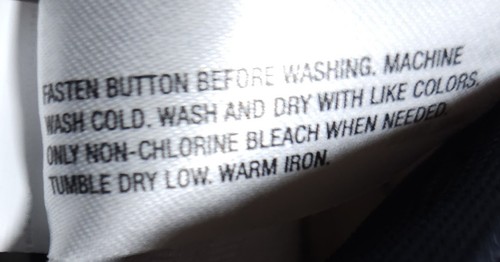 FASTEN BUTTON BEFORE WASHING. MACHINE
WASH COLD. WASH AND DRY WITH LIKE COLORS.
ONLY NON-CHLORINE BLEACH WHEN NEEDED.
TUMBLE DRY LOW. WARM IRON.